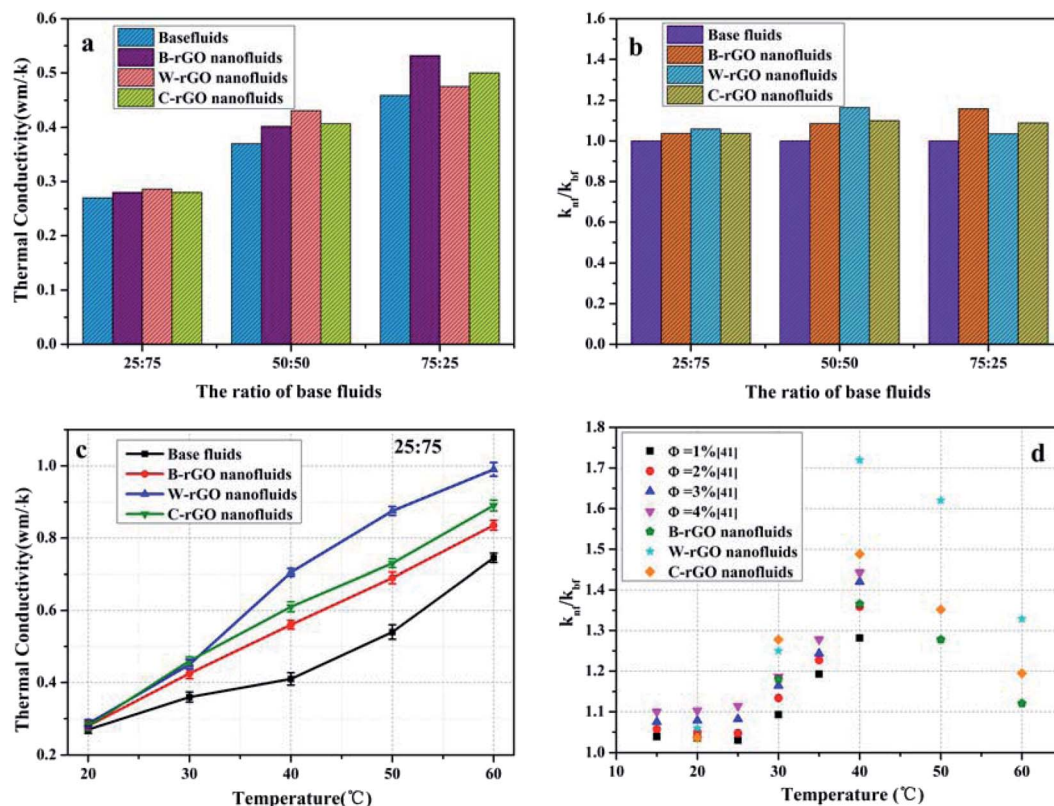 a
Basefluids
B-rGO nanofluids
W-rGO nanofluids
C-rGO nanofluids
Thermal Conductivity(wm/·k)
0.6
0.5
0.4
0.3
0.2
0.1
0.0
25:75
50:50
75:25
The ratio of base fluids
b
Base fluids
B-rGO nanofluids
W-rGO nanofluids
C-rGO nanofluids
knf/kbf
1.6
1.4
1.2
1.0
0.8
0.6
0.4
0.2
0.0
25:75
50:50
75:25
The ratio of base fluids
c
25:75
Base fluids
B-rGO nanofluids
W-rGO nanofluids
C-rGO nanofluids
Thermal Conductivity(wm/·k)
1.0
0.8
0.6
0.4
0.2
20
30
40
50
60
Temperature(℃)
d
Φ =1%[41]
Φ =2%[41]
Φ =3%[41]
Φ =4%[41]
B-rGO nanofluids
W-rGO nanofluids
C-rGO nanofluids
knf/kbf
1.8
1.7
1.6
1.5
1.4
1.3
1.2
1.1
1.0
10
20
30
40
50
60
Temperature (℃)